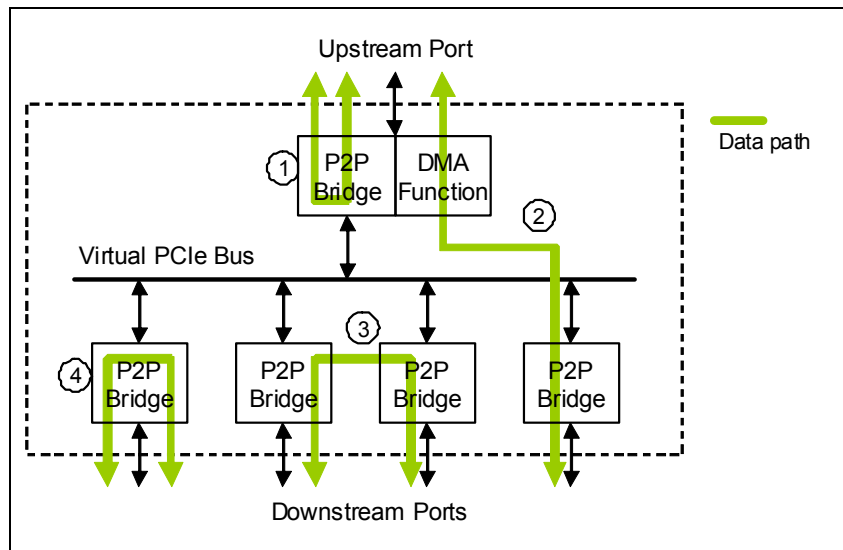 Upstream Port
Data path
1
P2P
Bridge
DMA
Function
2
Virtual PCIe Bus
3
4
P2P
Bridge
P2P
Bridge
P2P
Bridge
P2P
Bridge
Downstream Ports